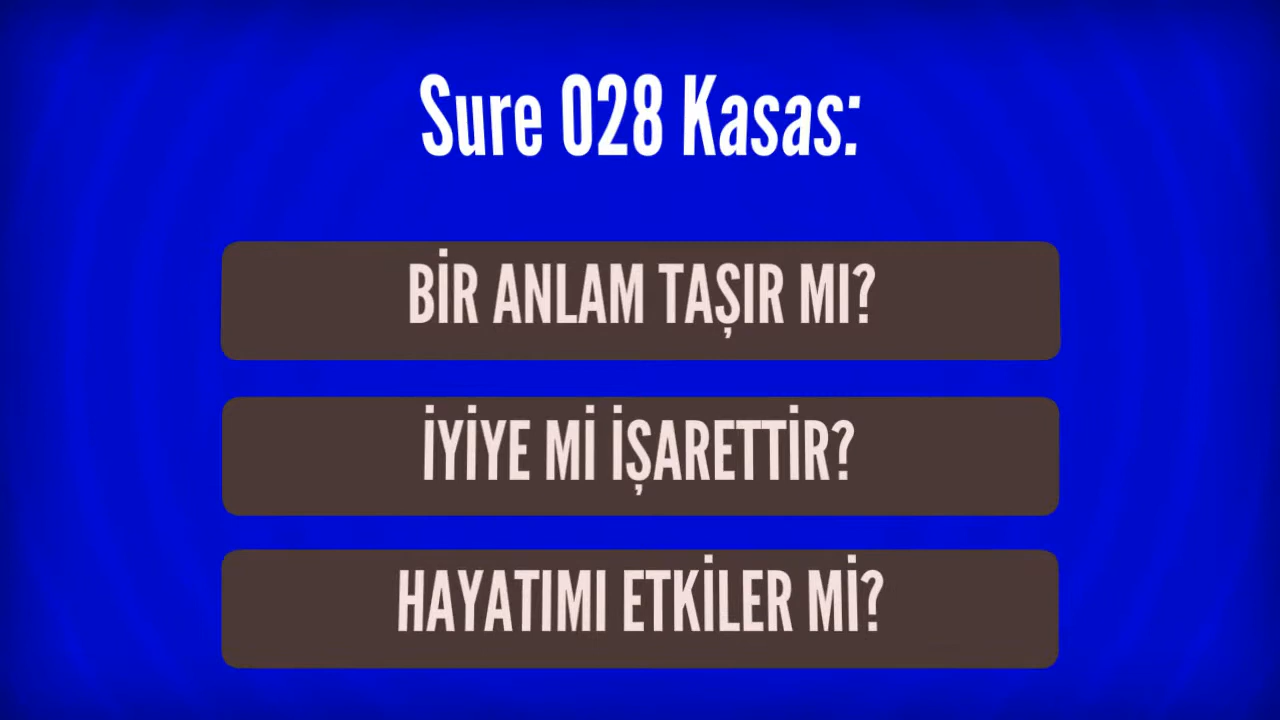 Sure 028 Kasas:
BİR ANLAM TAŞIR MI?
İYİYE Mİ İŞARETTİR?
HAYATIMI ETKİLER Mİ?